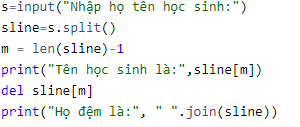 s=input("Nhập họ tên học sinh:")
sline=s.split()
m = len(sline)-1
print("Tên học sinh là:",sline[m])
del sline[m]
print("Họ đệm là:", " ".join(sline))